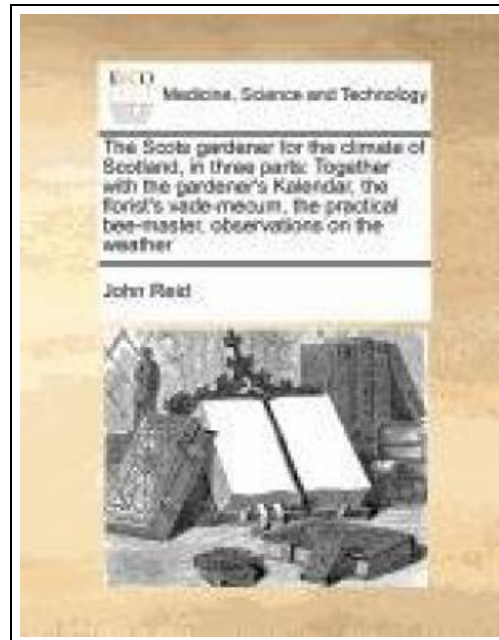 ECCO
Medicine, Science and Technology
The Scots gardener for the climate of
Scotland, in three parts: Together
with the gardener's Kalendar, the
florist's vade-mecum, the practical
bee-master, observations on the
weather
John Reid